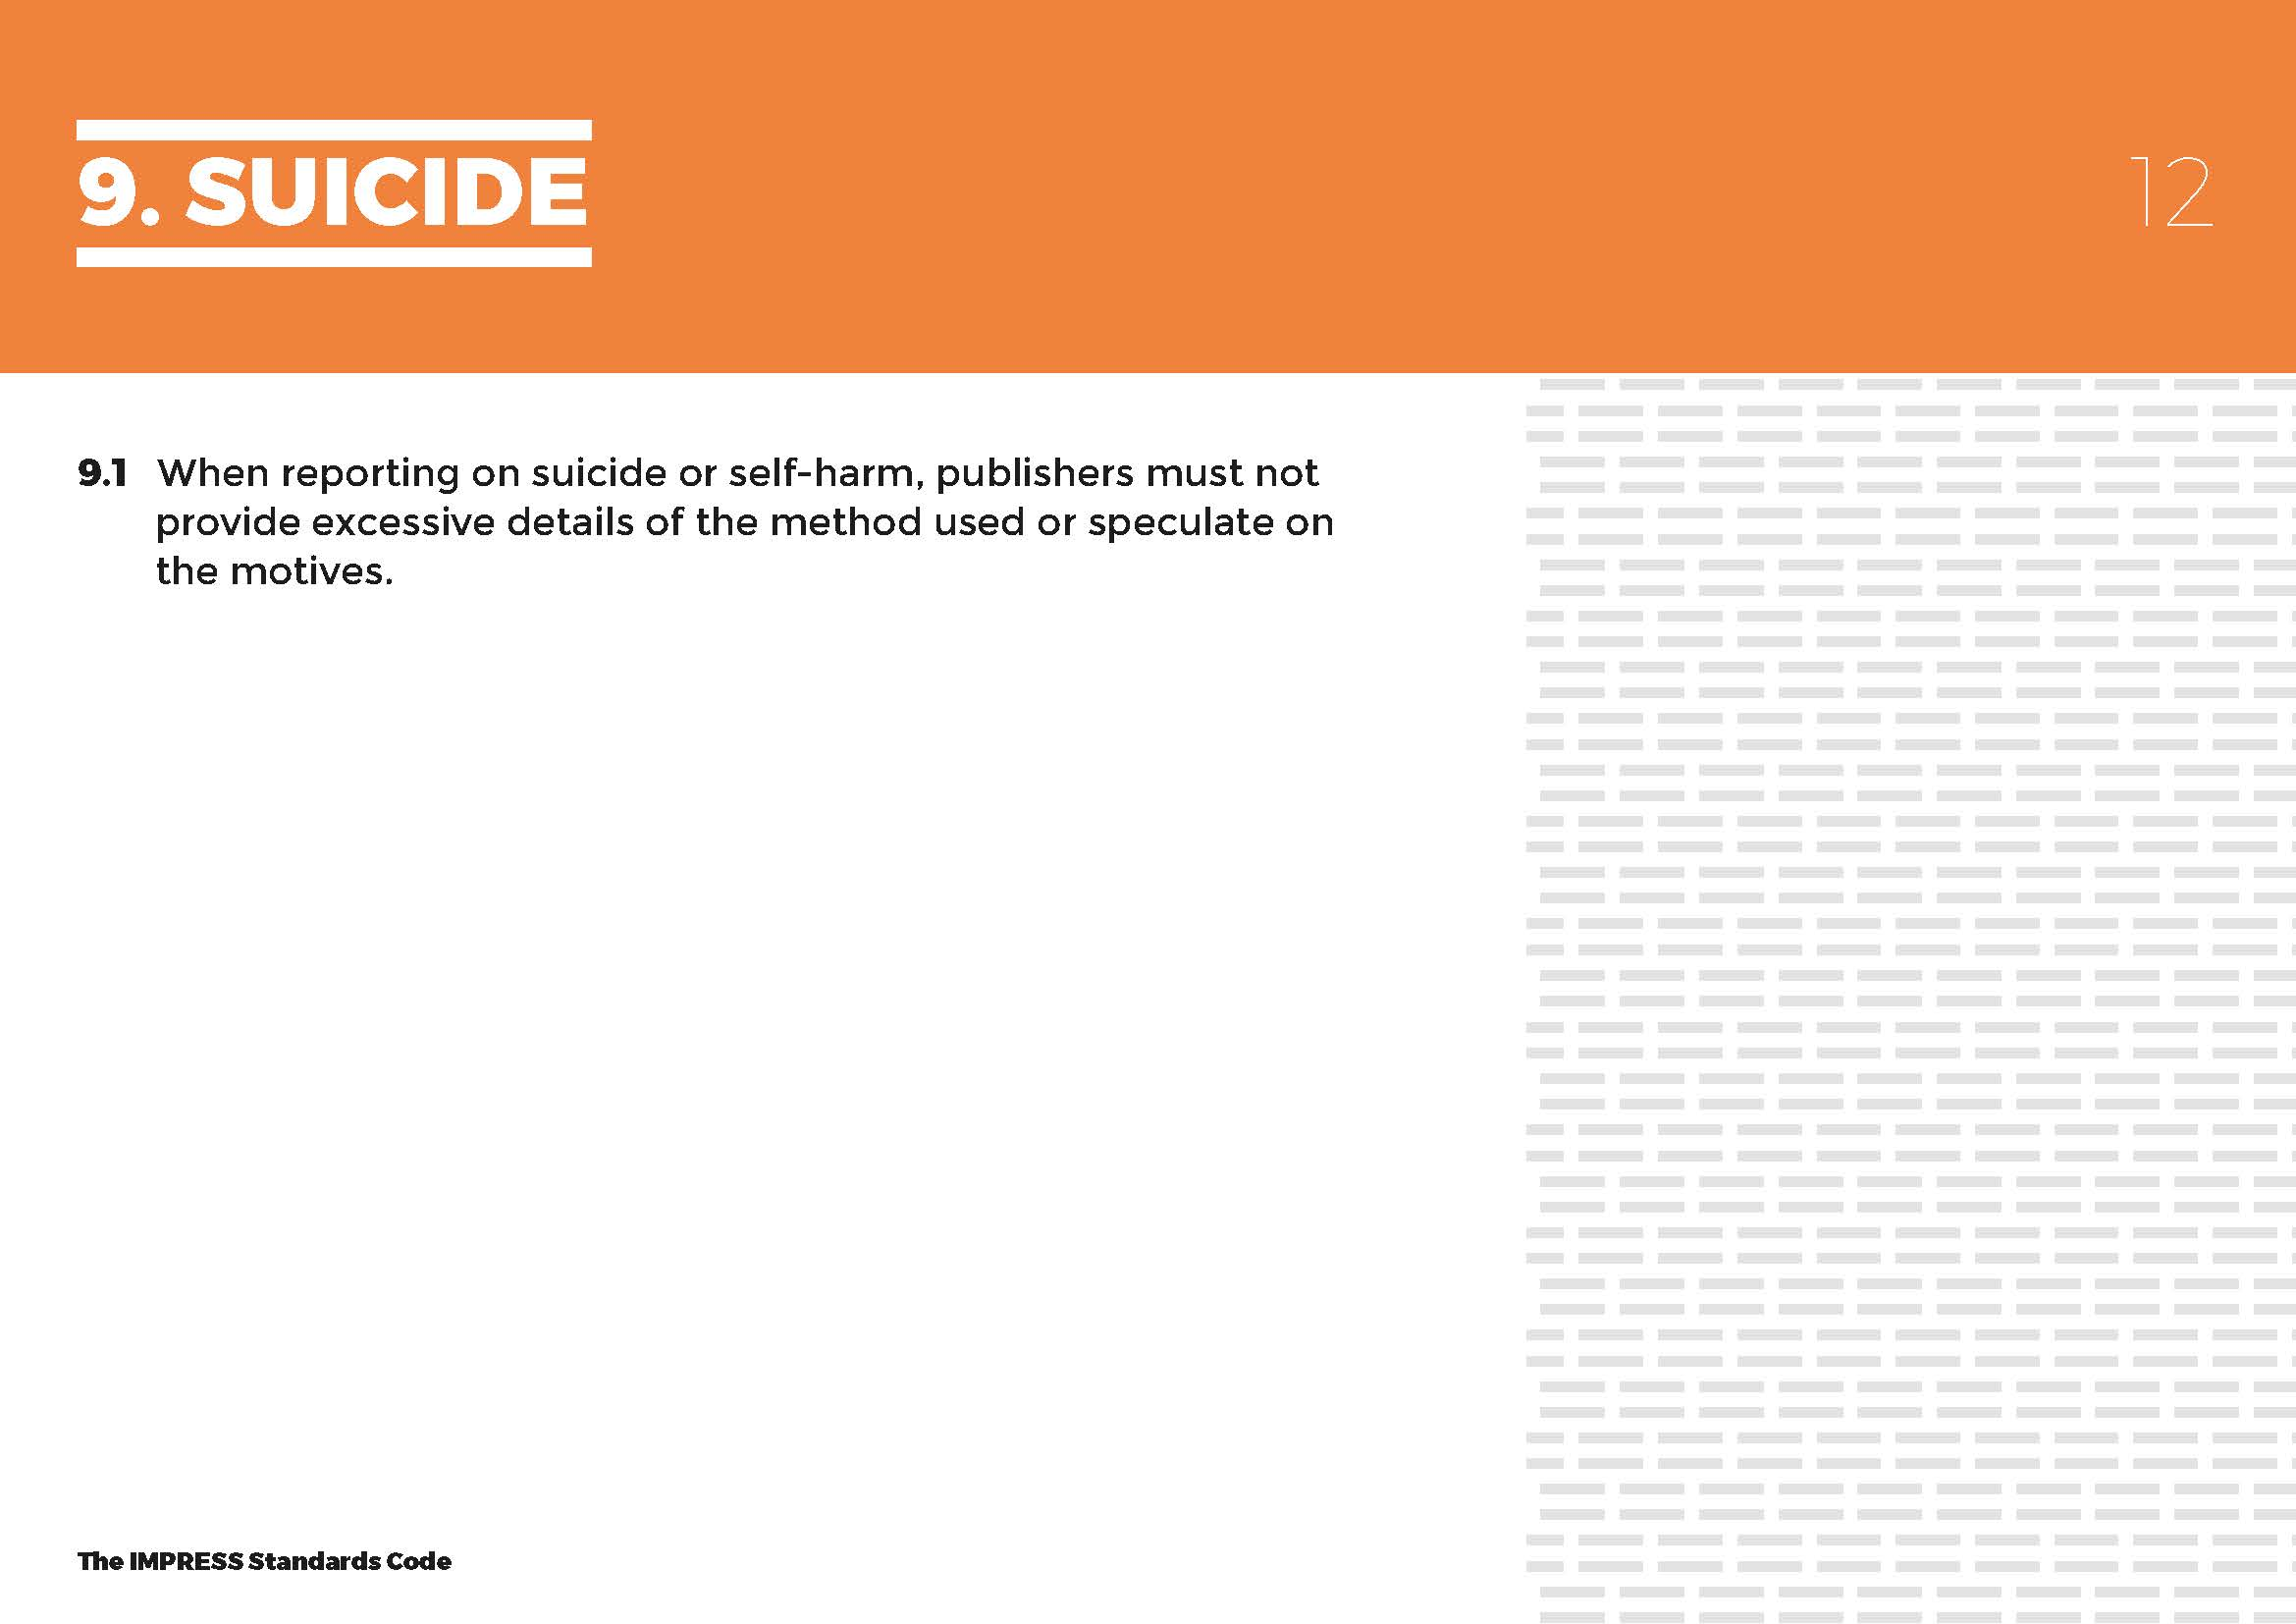 9. SUICIDE
12
9.1 When reporting on suicide or self-harm, publishers must not
provide excessive details of the method used or speculate on
the motives.
The IMPRESS Standards Code